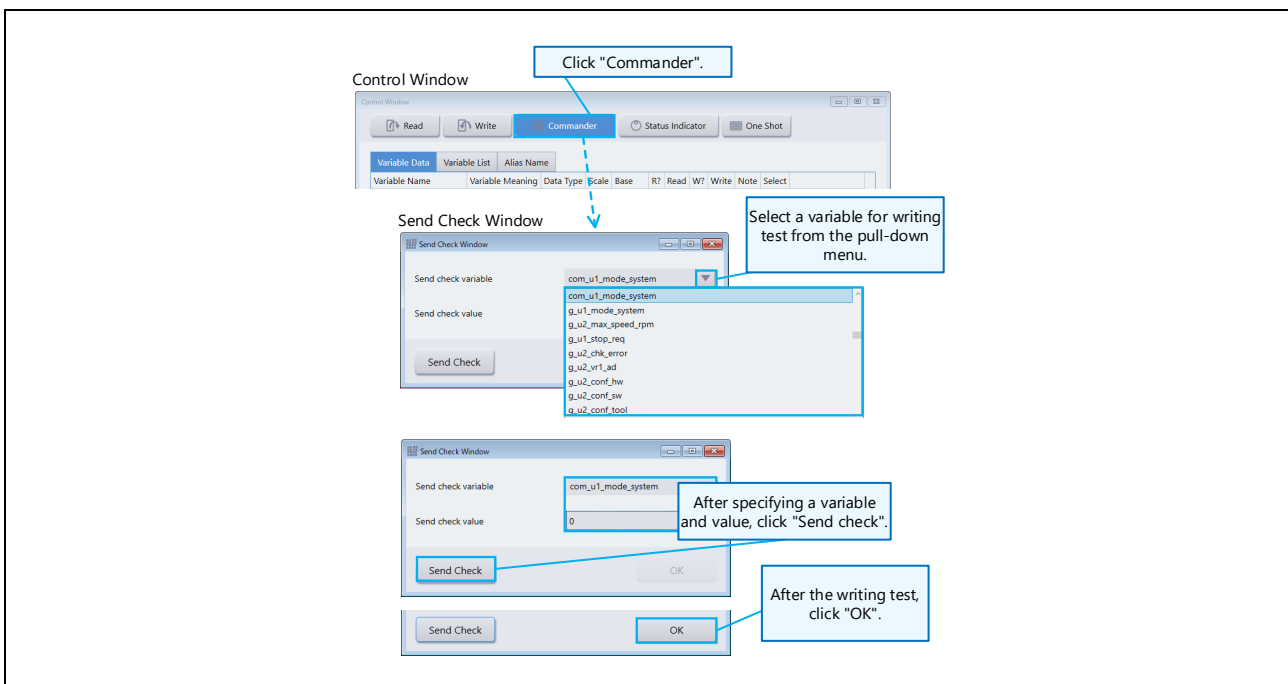 Click "Commander".
Control Window
Control Window
Read Write Commander Status Indicator One Shot
Variable Data Variable List Alias Name
Variable Name Variable Meaning Data Type Scale Base R? Read W? Write Note Select
Send Check Window
Select a variable for writing
test from the pull-down
menu.
Send Check Window
Send check variable com_u1_mode_system
com_u1_mode_system
Send check value
g_u1_mode_system
g_u2_max_speed_rpm
g_u1_stop_req
g_u2_chk_error
Send Check
g_u2_vr1_ad
g_u2_conf_hw
g_u2_conf_sw
g_u2_conf_tool
Send Check Window
Send check variable com_u1_mode_system
After specifying a variable
and value, click "Send check".
Send check value 0
Send Check OK
After the writing test,
click "OK".
Send Check OK